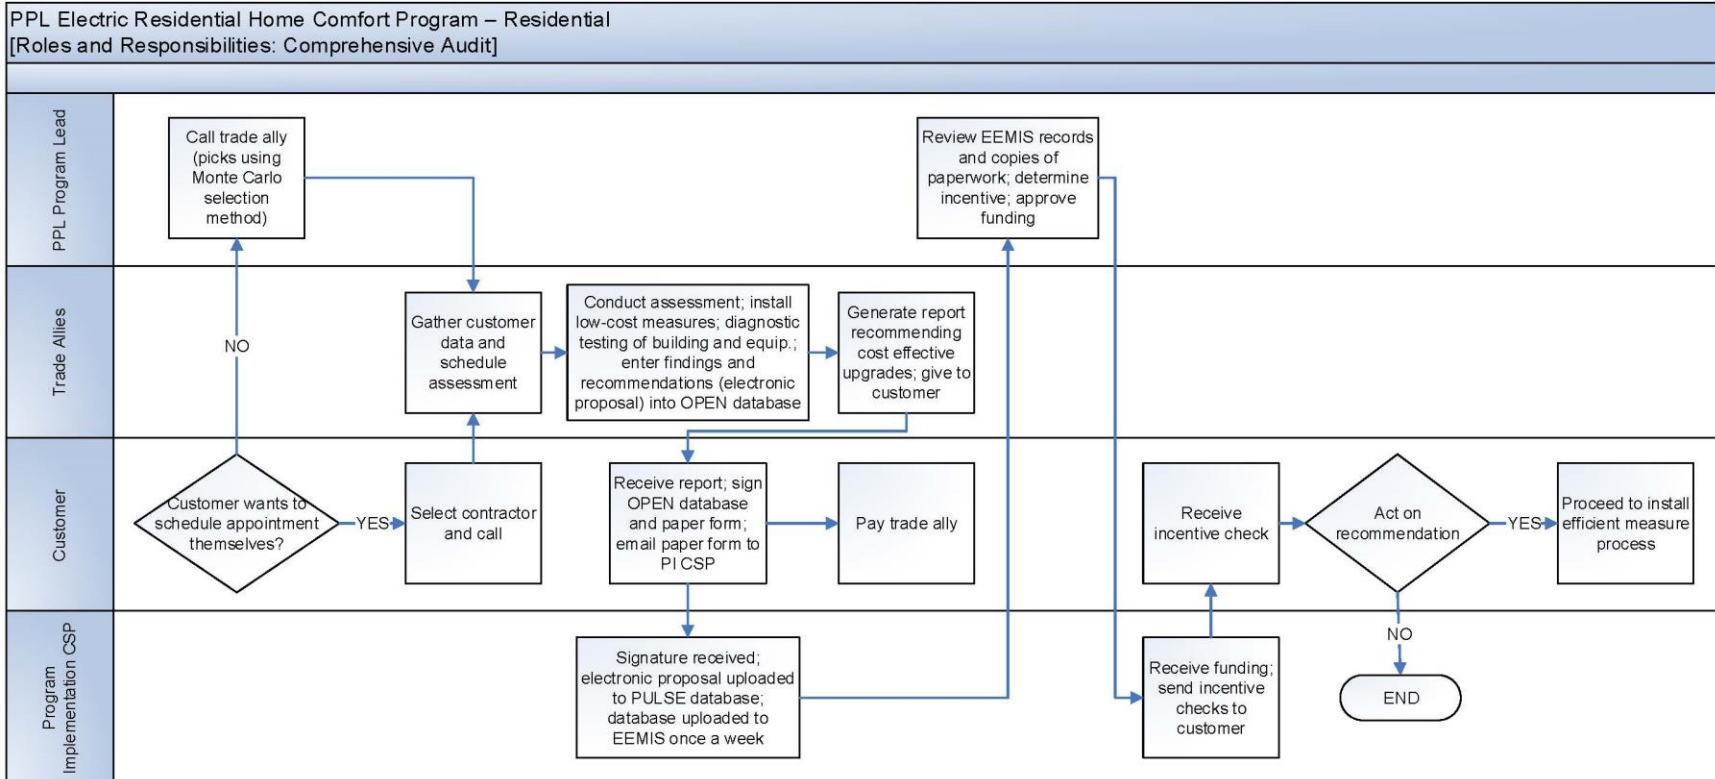 PPL Electric Residential Home Comfort Program – Residential
[Roles and Responsibilities: Comprehensive Audit]
PPL Program Lead
Call trade ally
(picks using
Monte Carlo
selection
method)
Review EEMIS records
and copies of
paperwork; determine
incentive; approve
funding
NO
Trade Allies
Gather customer
data and
schedule
assessment
Conduct assessment; install
low-cost measures; diagnostic
testing of building and equip.;
enter findings and
recommendations (electronic
proposal) into OPEN database
Generate report
recommending
cost effective
upgrades; give to
customer
Customer
Customer wants to
schedule appointment
themselves?
YES
Select contractor
and call
Receive report; sign
OPEN database
and paper form;
email paper form to
PI CSP
Pay trade ally
Receive
incentive check
Act on
recommendation
YES
Proceed to install
efficient measure
process
Program
Implementation CSP
Signature received;
electronic proposal uploaded
to PULSE database;
database uploaded to
EEMIS once a week
Receive funding;
send incentive
checks to
customer
NO
END